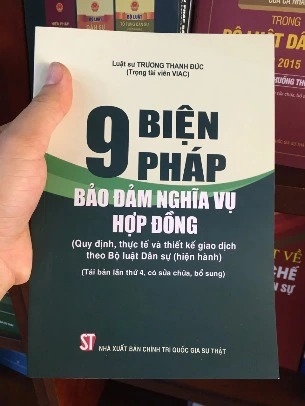 Luật sư TRƯƠNG THANH ĐỨC
(Trọng tài viên VIAC)
9 BIỆN
PHÁP
BẢO ĐẢM NGHĨA VỤ
HỢP ĐỒNG
(Quy định, thực tế và thiết kế giao dịch
theo Bộ luật Dân sự (hiện hành)
(Tái bản lần thứ 4, có sửa chữa, bổ sung)
ST NHÀ XUẤT BẢN CHÍNH TRỊ QUỐC GIA SỰ THẬT
TRONG
2015